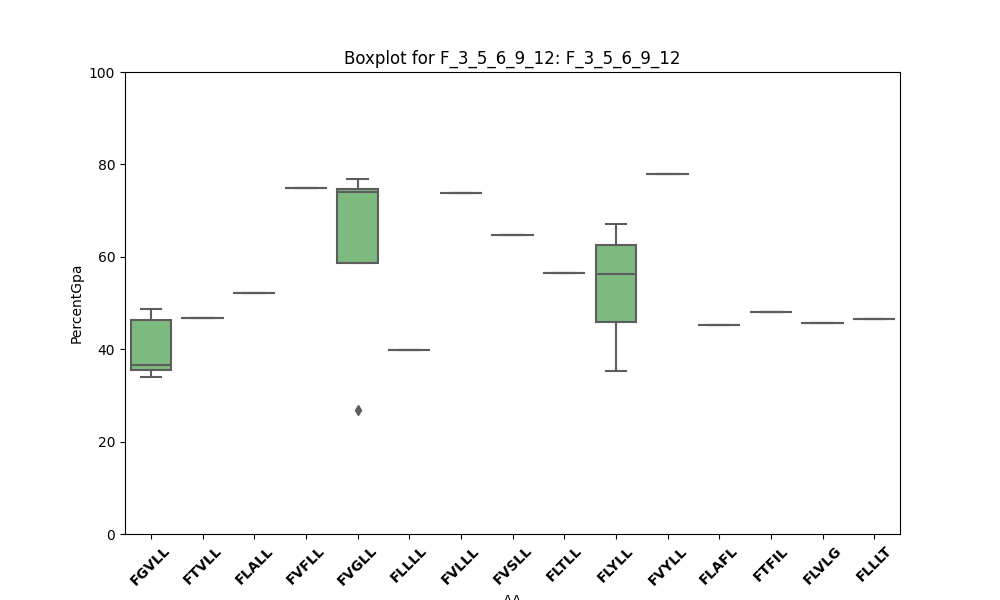 Boxplot for F_3_5_6_9_12: F_3_5_6_9_12
100
80
60
40
20
0
PercentGpa
FGVLL FTVLL FLALL FVFLL FVGLL FLLLL FVLLL FVSLL FLTLL FLYLL FVYLL FLAFL FTFIL FLVLG FLLLT
AA